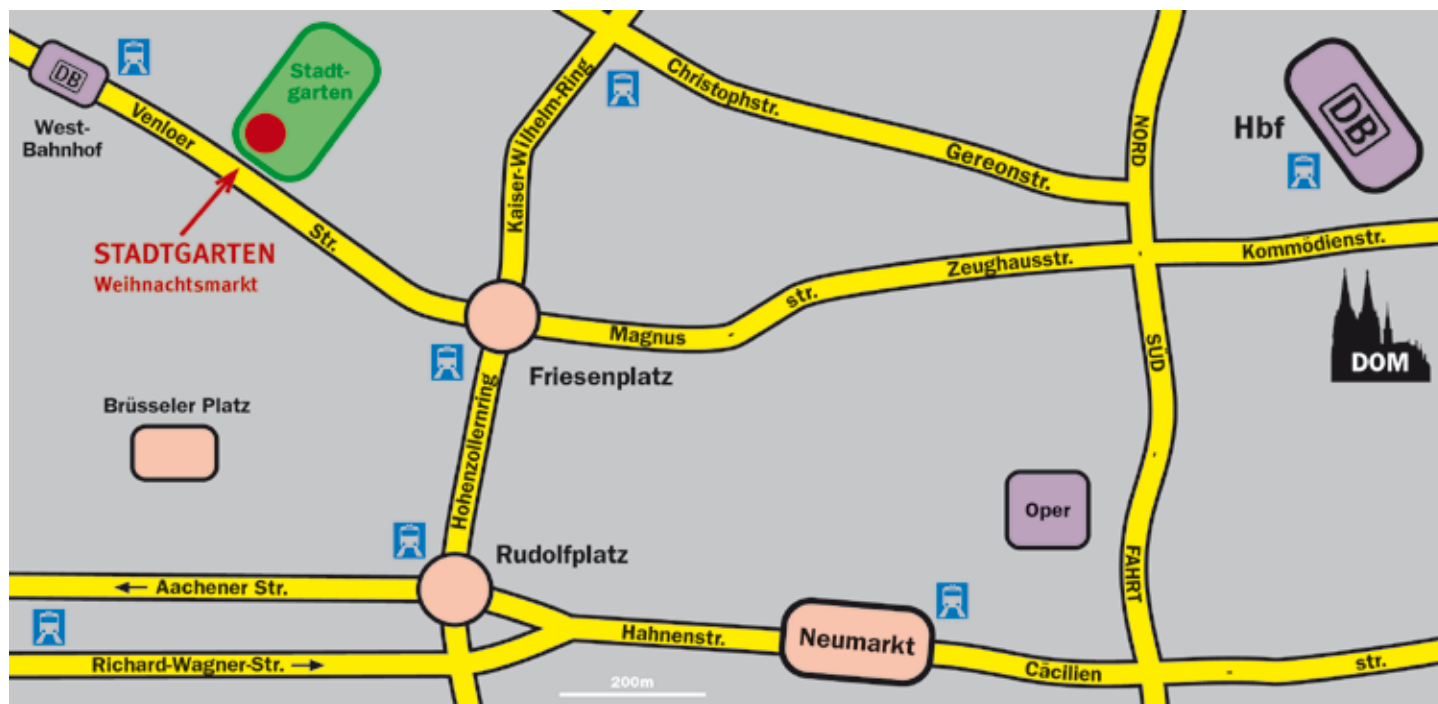 DB
West-
Bahnhof
Venloer
Str.
Stadt-
garten
STADTGARTEN
Weihnachtsmarkt
Kaiser-Wilhelm-Ring
Christophstr.
Gereonstr.
NORD
-
SÜD
-
FAHRT
Hbf
DB
Magnus
-
str.
Zeughausstr.
Kommödienstr.
DOM
Friesenplatz
Brüsseler Platz
Hohenzollernring
Oper
Rudolfplatz
← Aachener Str.
Richard-Wagner-Str. →
Hahnenstr.
Neumarkt
Cäcilien
-
str.
200m